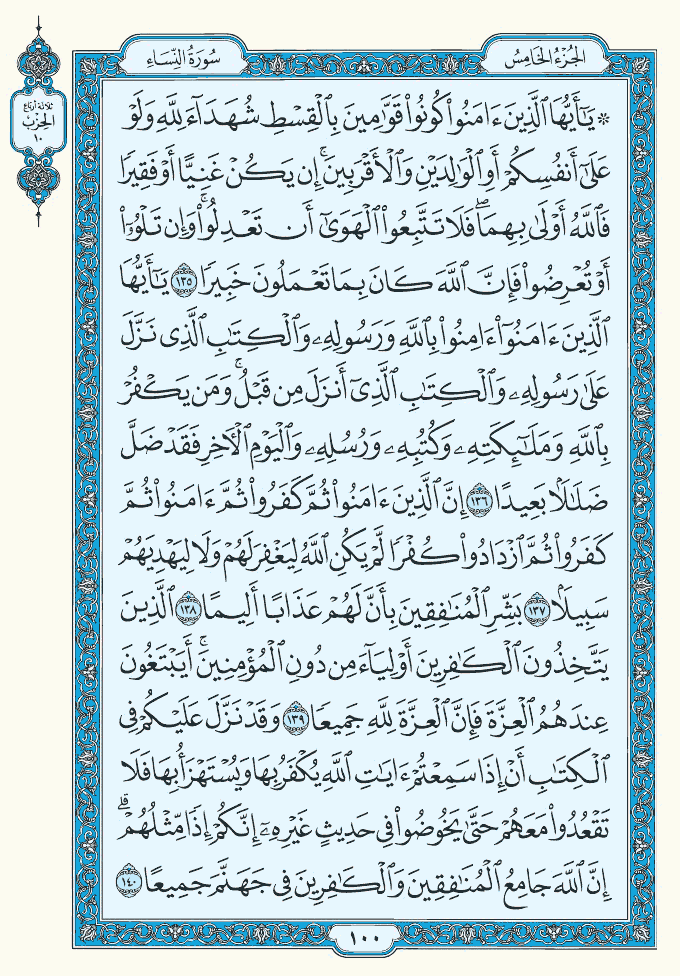 الجُزْءُ الخَامِسُ
سُورَةُ النِّسَاءِ
ثلاثة أرباع
الحِزْب
١٠
۞ يَٰٓأَيُّهَا ٱلَّذِينَ ءَامَنُوا۟ كُونُوا۟ قَوَّٰمِينَ بِٱلْقِسْطِ شُهَدَآءَ لِلَّهِ وَلَوْ
عَلَىٰٓ أَنفُسِكُمْ أَوِ ٱلْوَٰلِدَيْنِ وَٱلْأَقْرَبِينَ ۚ إِن يَكُنْ غَنِيًّا أَوْ فَقِيرًا
فَٱللَّهُ أَوْلَىٰ بِهِمَا ۖ فَلَا تَتَّبِعُوا۟ ٱلْهَوَىٰٓ أَن تَعْدِلُوا۟ ۚ وَإِن تَلْوُۥٓا۟
أَوْ تُعْرِضُوا۟ فَإِنَّ ٱللَّهَ كَانَ بِمَا تَعْمَلُونَ خَبِيرًا ١٣٥ يَٰٓأَيُّهَا
ٱلَّذِينَ ءَامَنُوٓا۟ ءَامِنُوا۟ بِٱللَّهِ وَرَسُولِهِۦ وَٱلْكِتَٰبِ ٱلَّذِى نَزَّلَ
عَلَىٰ رَسُولِهِۦ وَٱلْكِتَٰبِ ٱلَّذِىٓ أَنزَلَ مِن قَبْلُ ۚ وَمَن يَكْفُرْ
بِٱللَّهِ وَمَلَٰٓئِكَتِهِۦ وَكُتُبِهِۦ وَرُسُلِهِۦ وَٱلْيَوْمِ ٱلْءَاخِرِ فَقَدْ ضَلَّ
ضَلَٰلًۢا بَعِيدًا ١٣٦ إِنَّ ٱلَّذِينَ ءَامَنُوا۟ ثُمَّ كَفَرُوا۟ ثُمَّ ءَامَنُوا۟ ثُمَّ
كَفَرُوا۟ ثُمَّ ٱزْدَادُوا۟ كُفْرًا لَّمْ يَكُنِ ٱللَّهُ لِيَغْفِرَ لَهُمْ وَلَا لِيَهْدِيَهُمْ
سَبِيلًۢا ١٣٧ بَشِّرِ ٱلْمُنَٰفِقِينَ بِأَنَّ لَهُمْ عَذَابًا أَلِيمًا ١٣٨ ٱلَّذِينَ
يَتَّخِذُونَ ٱلْكَٰفِرِينَ أَوْلِيَآءَ مِن دُونِ ٱلْمُؤْمِنِينَ ۚ أَيَبْتَغُونَ
عِندَهُمُ ٱلْعِزَّةَ فَإِنَّ ٱلْعِزَّةَ لِلَّهِ جَمِيعًا ١٣٩ وَقَدْ نَزَّلَ عَلَيْكُمْ فِى
ٱلْكِتَٰبِ أَنْ إِذَا سَمِعْتُمْ ءَايَٰتِ ٱللَّهِ يُكْفَرُ بِهَا وَيُسْتَهْزَأُ بِهَا فَلَا
تَقْعُدُوا۟ مَعَهُمْ حَتَّىٰ يَخُوضُوا۟ فِى حَدِيثٍ غَيْرِهِۦٓ ۚ إِنَّكُمْ إِذًا مِّثْلُهُمْ ۗ
إِنَّ ٱللَّهَ جَامِعُ ٱلْمُنَٰفِقِينَ وَٱلْكَٰفِرِينَ فِى جَهَنَّمَ جَمِيعًا ١٤٠
١٠٠